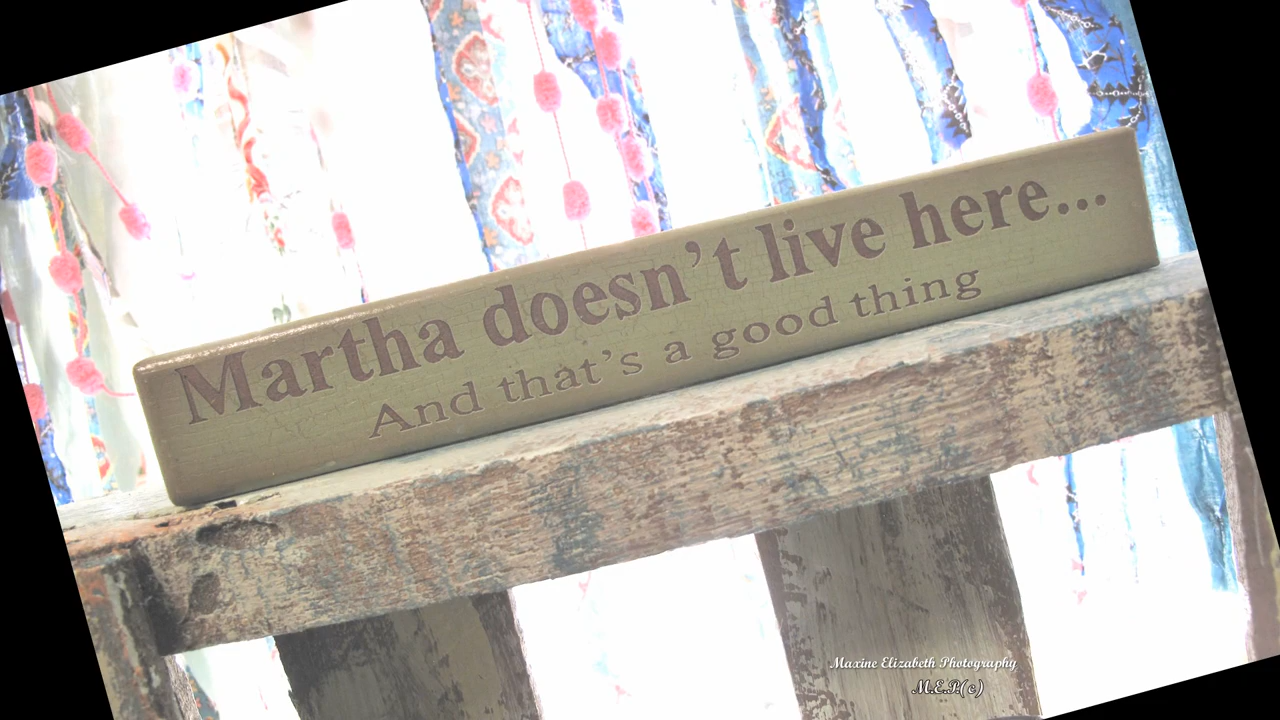 Martha doesn't live here...
And that's a good thing
Maxine Elizabeth Photography
M.E.P.(c)